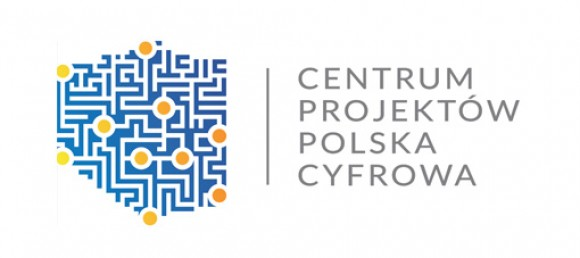 CENTRUM
PROJEKTÓW
POLSKA
CYFROWA